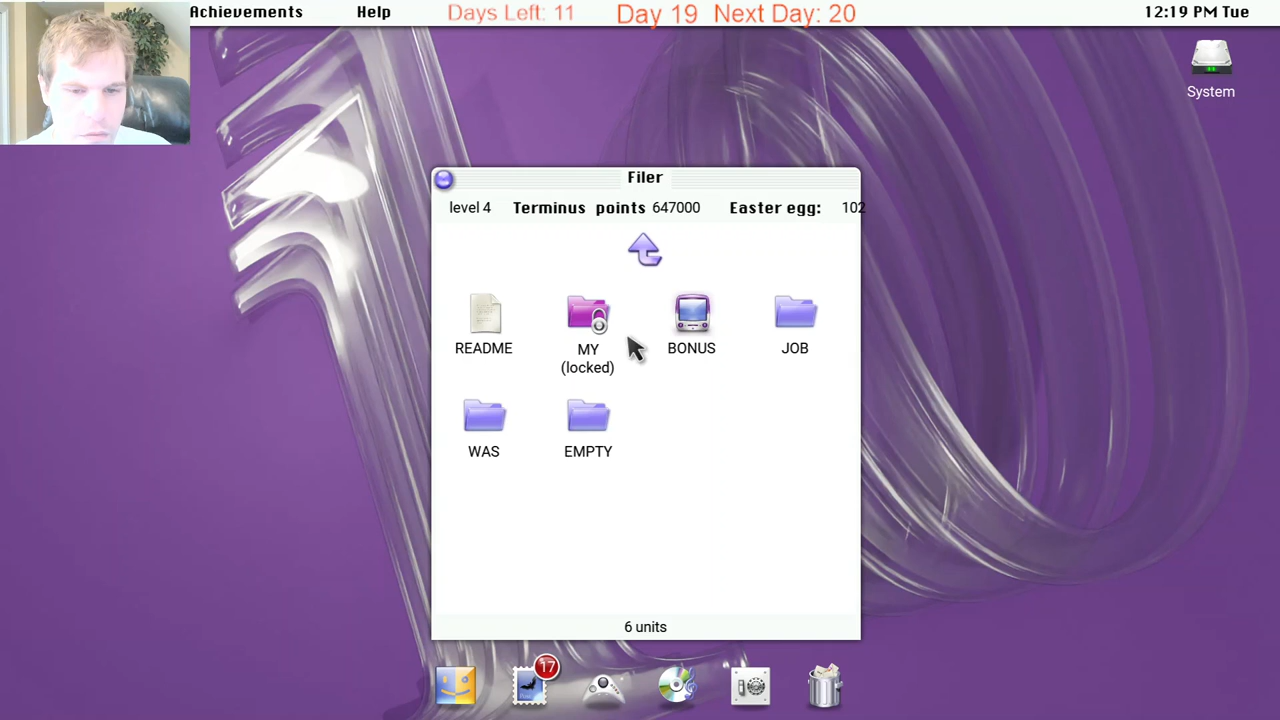 Achievements Help Days Left: 11 Day 19 Next Day: 20 12:19 PM Tue
System
Filer
level 4 Terminus points 647000 Easter egg: 102
README MY (locked) BONUS JOB
WAS EMPTY
6 units
17